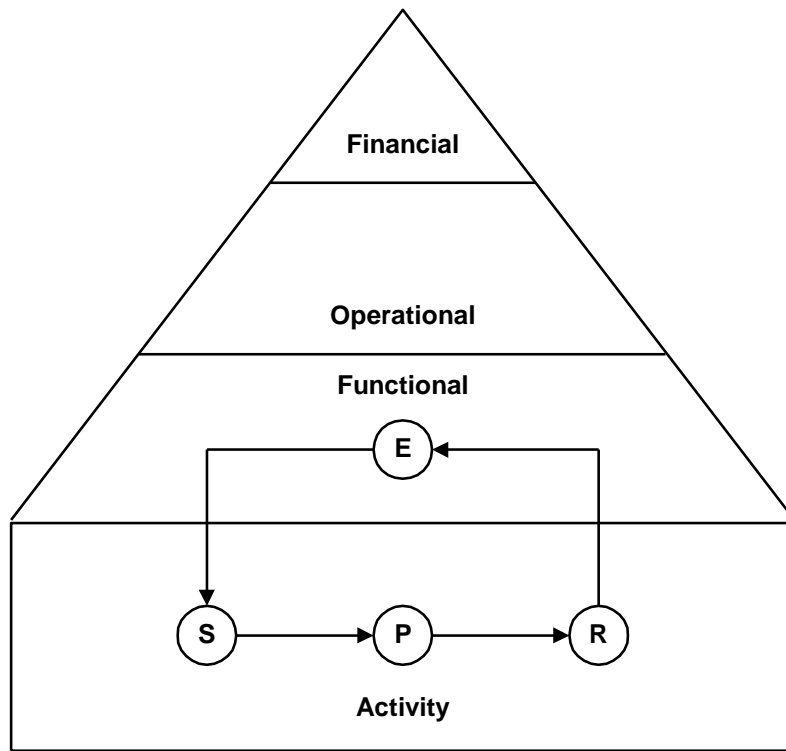 Financial
Operational
Functional
E
S P R
Activity